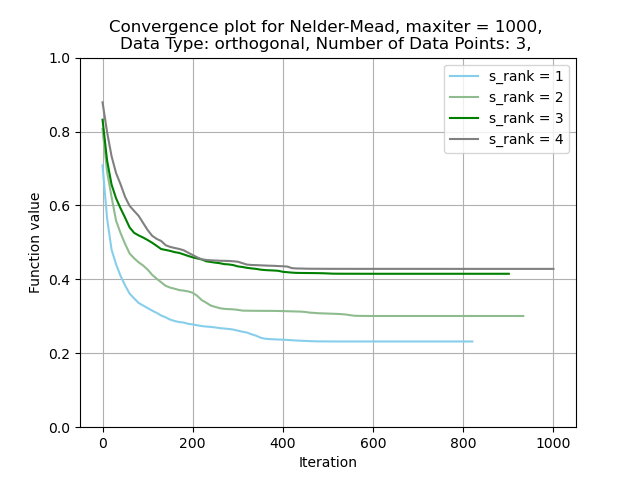 Convergence plot for Nelder-Mead, maxiter = 1000,
Data Type: orthogonal, Number of Data Points: 3,
s_rank = 1
s_rank = 2
s_rank = 3
s_rank = 4
Function value
1.0
0.8
0.6
0.4
0.2
0.0
0 200 400 600 800 1000
Iteration